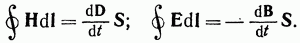 ∮ Hdl = dD/dt S; ∮ Edl = — dB/dt S.